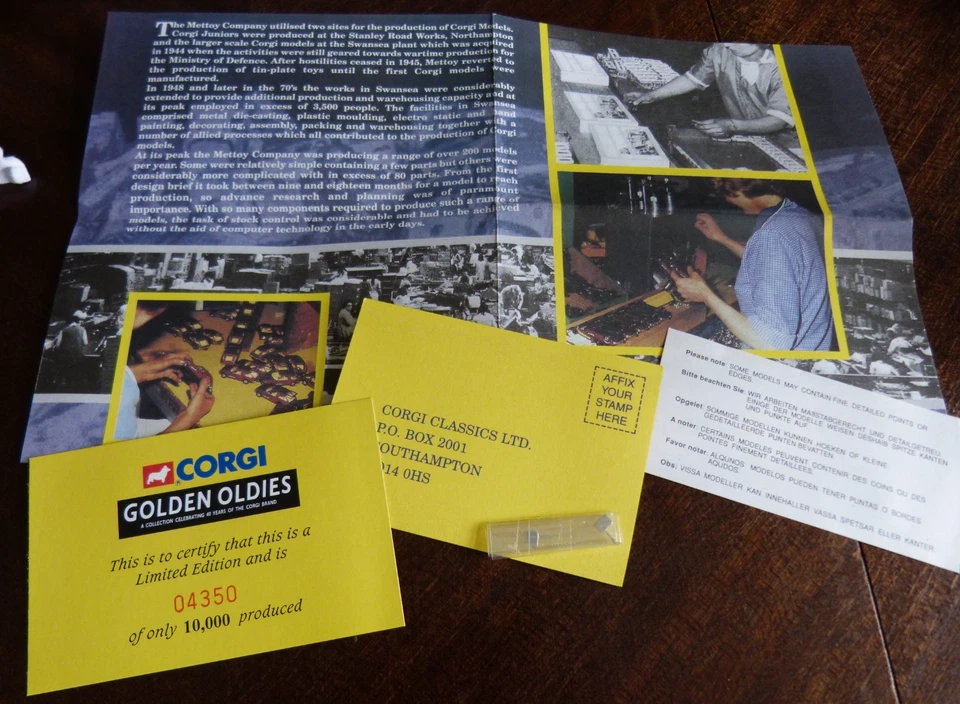 The Mettoy Company utilised two sites for the production of Corgi Models.
Corgi Juniors were produced at the Stanley Road Works, Northampton
and the larger scale Corgi models at the Swansea plant which was acquired
in 1944 when the activities were still geared towards wartime production for
the Ministry of Defence. After hostilities ceased in 1945, Mettoy reverted to
the production of tin-plate toys until the first Corgi models were
manufactured.
In 1948 and later in the 70's the works in Swansea were considerably
extended to provide additional production and warehousing capacity and at
its peak employed in excess of 3,500 people. The facilities in Swansea
comprised metal die-casting, plastic moulding, electro static and hand
painting, decorating, assembly, packing and warehousing together with a
number of allied processes which all contributed to the production of Corgi
models.
At its peak the Mettoy Company was producing a range of over 200 models
per year. Some were relatively simple containing a few parts but others were
considerably more complicated with in excess of 80 parts. From the first
design brief it took between nine and eighteen months for a model to reach
production, so advance research and planning was of paramount
importance. With so many components required to produce such a range of
models, the task of stock control was considerable and had to be achieved
without the aid of computer technology in the early days.
CORGI
GOLDEN OLDIES
A COLLECTION CELEBRATING 40 YEARS OF THE CORGI BRAND
This is to certify that this is a
Limited Edition and is
04350
of only 10,000 produced
AFFIX
YOUR
STAMP
HERE
CORGI CLASSICS LTD.
P.O. BOX 2001
OUTHAMPTON
014 0HS
Please note: SOME MODELS MAY CONTAIN FINE DETAILED POINTS OR
EDGES.
Bitte beachten Sie: WIR ARBEITEN MASSTABGERECHT UND DETAILGETREU.
EINIGE DER MODELLE WEISEN DESHALB SPITZE KANTEN
UND PUNKTE AUF.
Opgelet: SOMMIGE MODELLEN KUNNEN HOEKEN OF KLEINE
GEDETAILLEERDE PUNTEN BEVATTEN.
A noter: CERTAINS MODELES PEUVENT CONTENIR DES COINS OU DES
POINTES FINEMENT DETAILLEES.
Favor notar: ALQUNOS MODELOS PUEDEN TENER PUNTAS O BORDES
AQUDOS.
Obs: VISSA MODELLER KAN INNEHALLER VASSA SPETSAR ELLER KANTER.